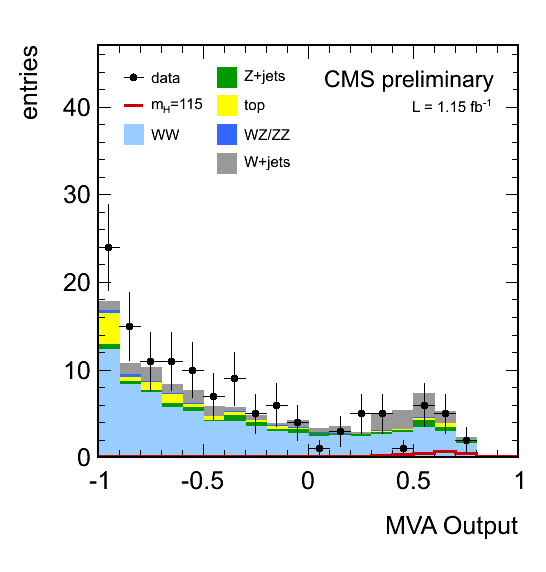 entries
CMS preliminary
L = 1.15 fb⁻¹
data
m_H=115
WW
Z+jets
top
WZ/ZZ
W+jets
40
30
20
10
0
-1
-0.5
0
0.5
1
MVA Output